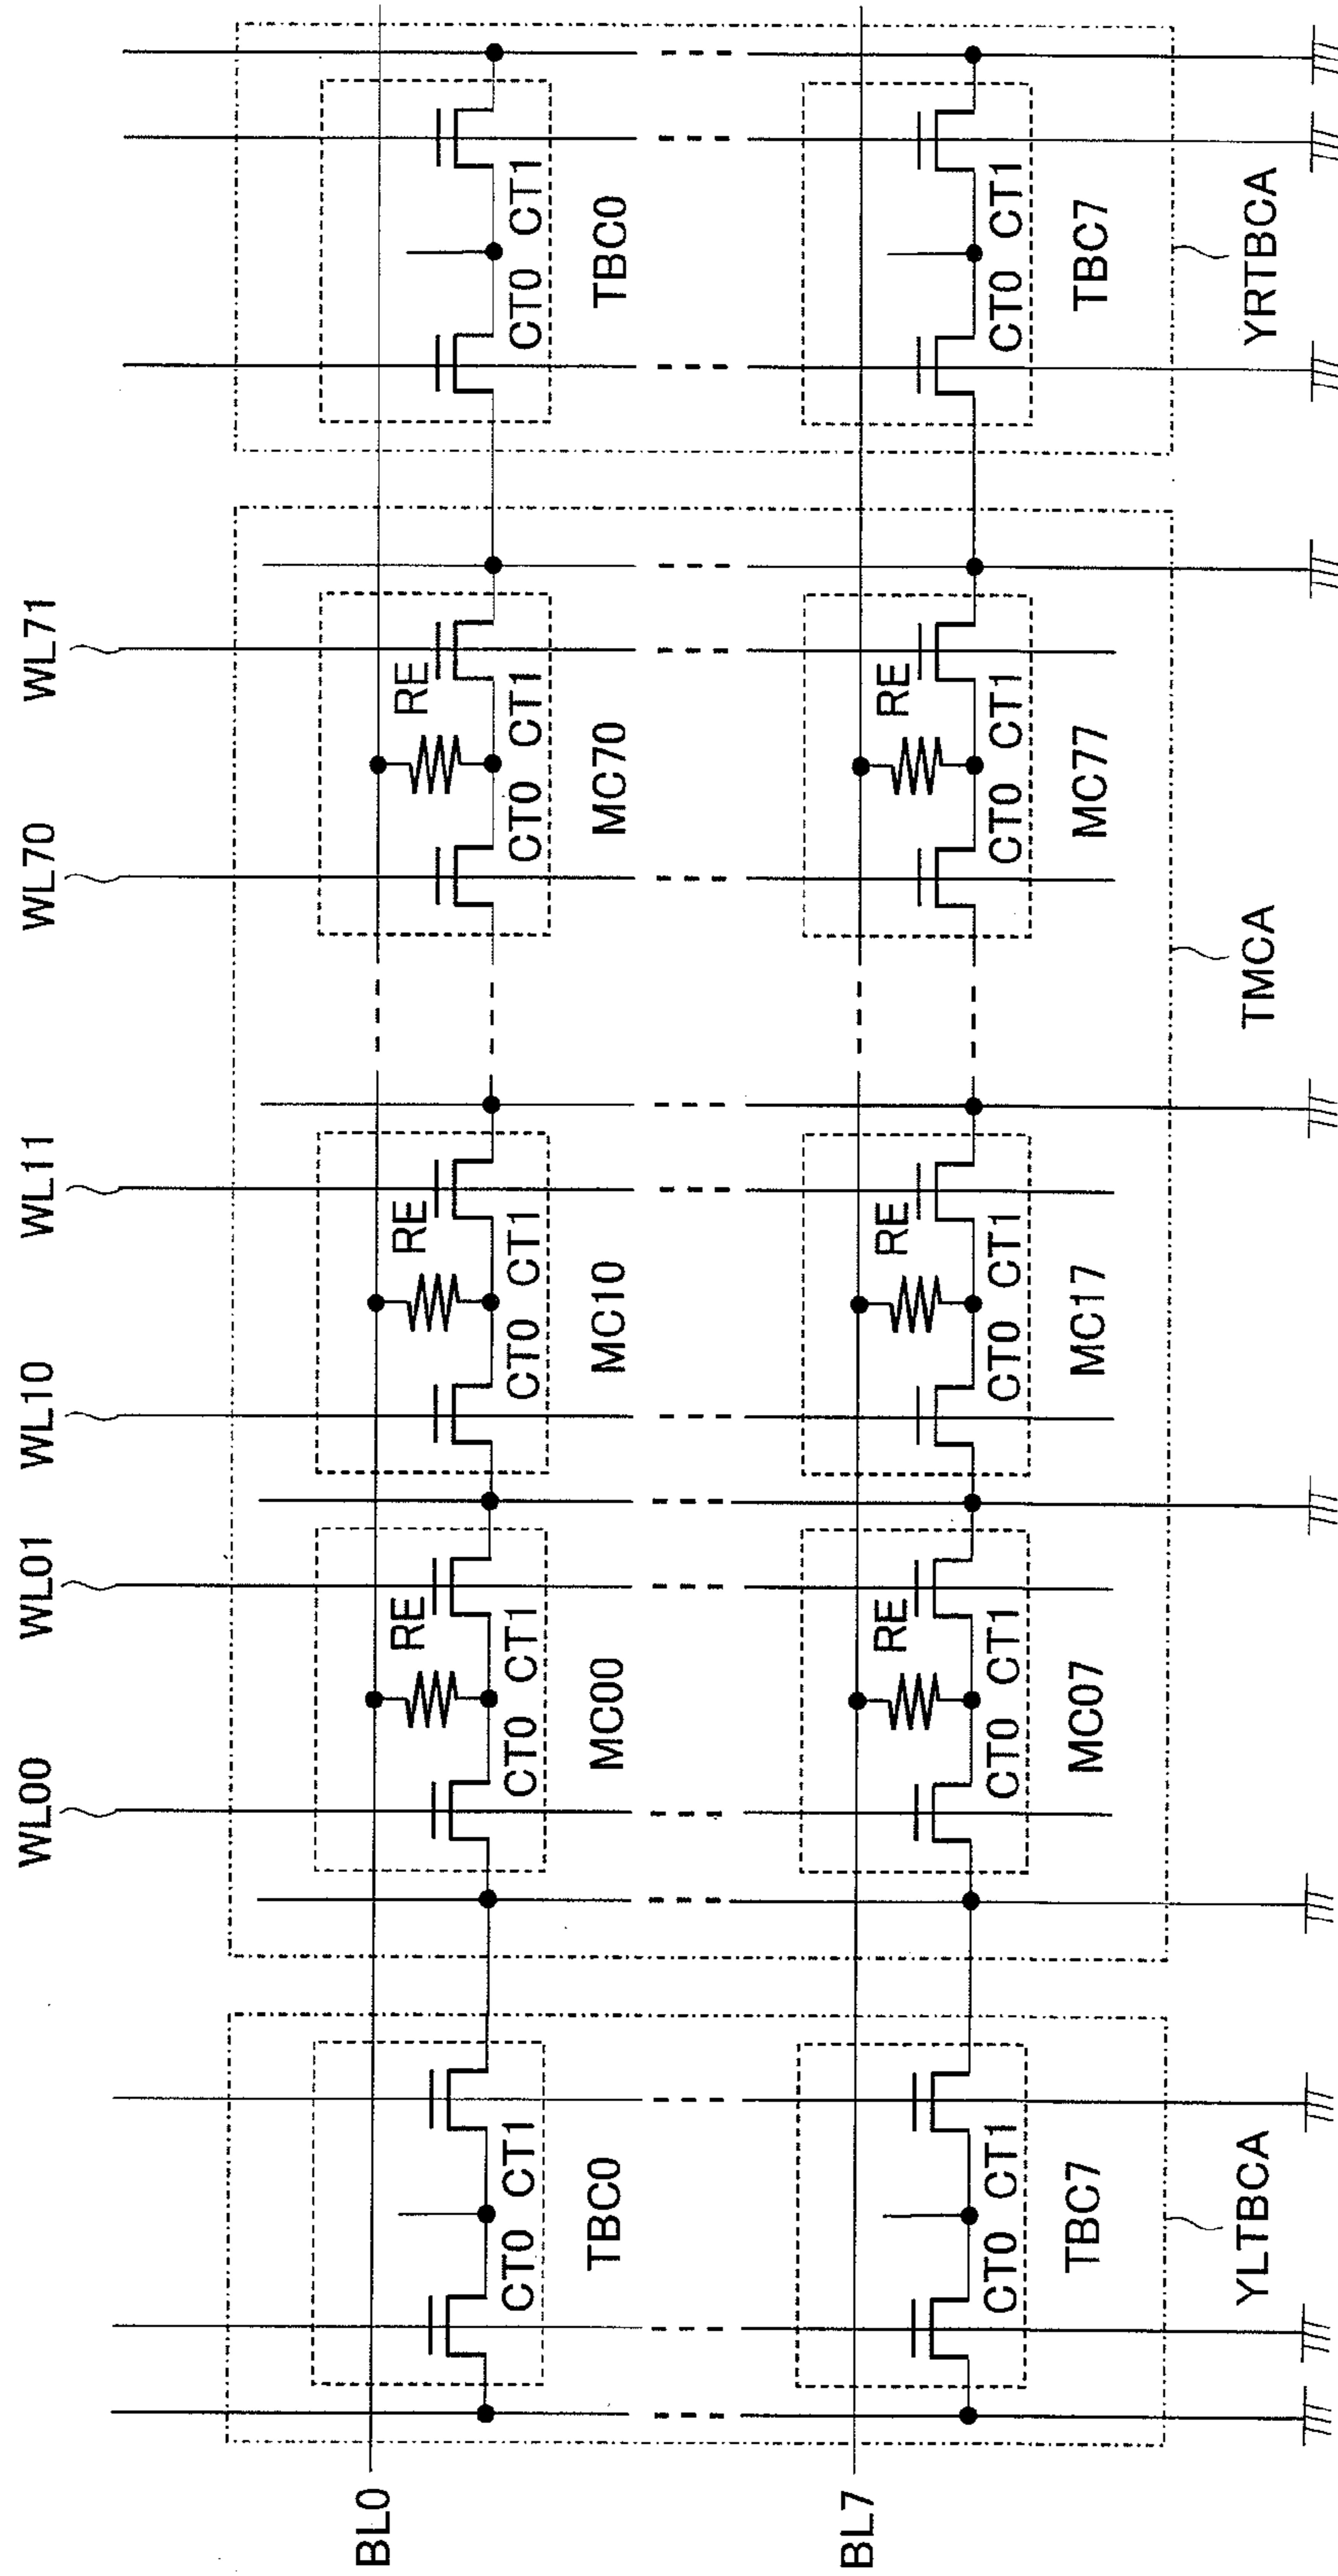 WL00 WL01 WL10 WL11 WL70 WL71
BL0
RE RE RE
CT0 CT1 CT0 CT1 CT0 CT1 CT0 CT1 CT0 CT1
TBC0 MC00 MC10 MC70 TBC0
BL7
RE RE RE
CT0 CT1 CT0 CT1 CT0 CT1 CT0 CT1 CT0 CT1
TBC7 MC07 MC17 MC77 TBC7
YLTBCA TMCA YRTBCA